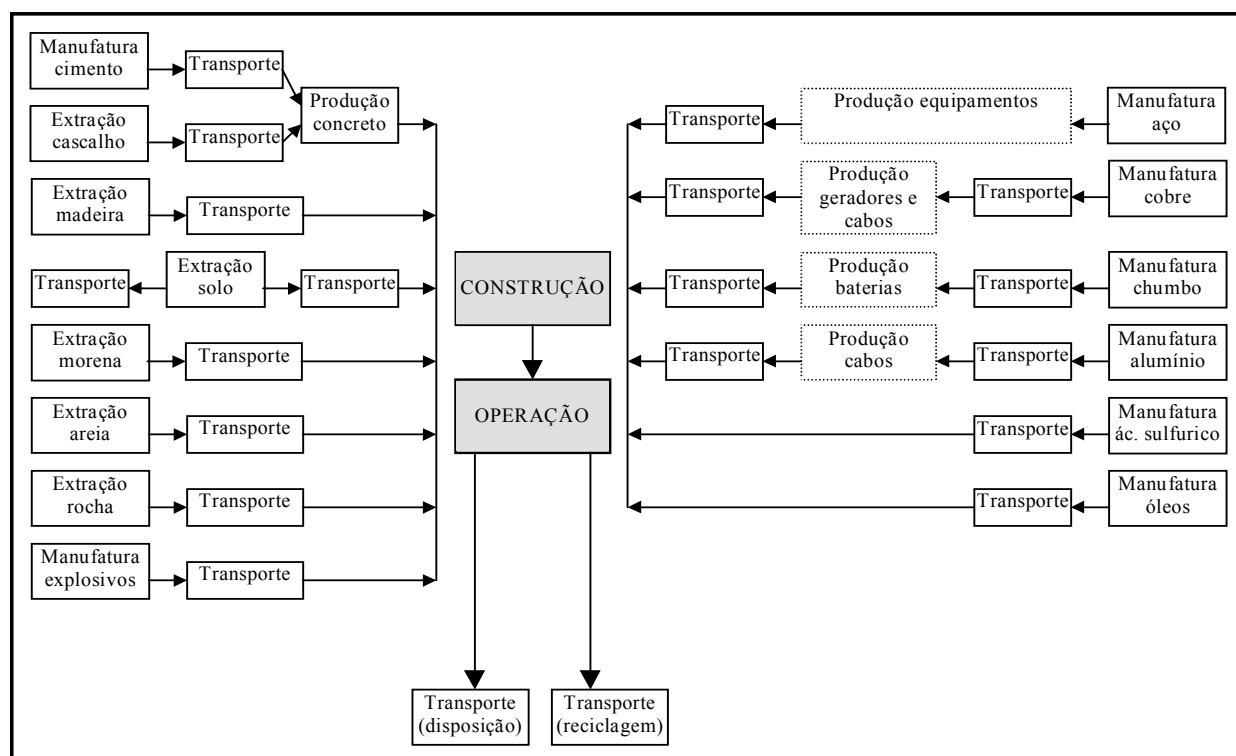 Manufatura
cimento
Transporte
Produção
concreto
Extração
cascalho
Transporte
Extração
madeira
Transporte
Transporte
Extração
solo
Transporte
Extração
morena
Transporte
Extração
areia
Transporte
Extração
rocha
Transporte
Manufatura
explosivos
Transporte
CONSTRUÇÃO
OPERAÇÃO
Transporte
(disposição)
Transporte
(reciclagem)
Transporte
Produção equipamentos
Manufatura
aço
Transporte
Produção
geradores e
cabos
Transporte
Manufatura
cobre
Transporte
Produção
baterias
Transporte
Manufatura
chumbo
Transporte
Produção
cabos
Transporte
Manufatura
alumínio
Transporte
Manufatura
ác. sulfurico
Transporte
Manufatura
óleos